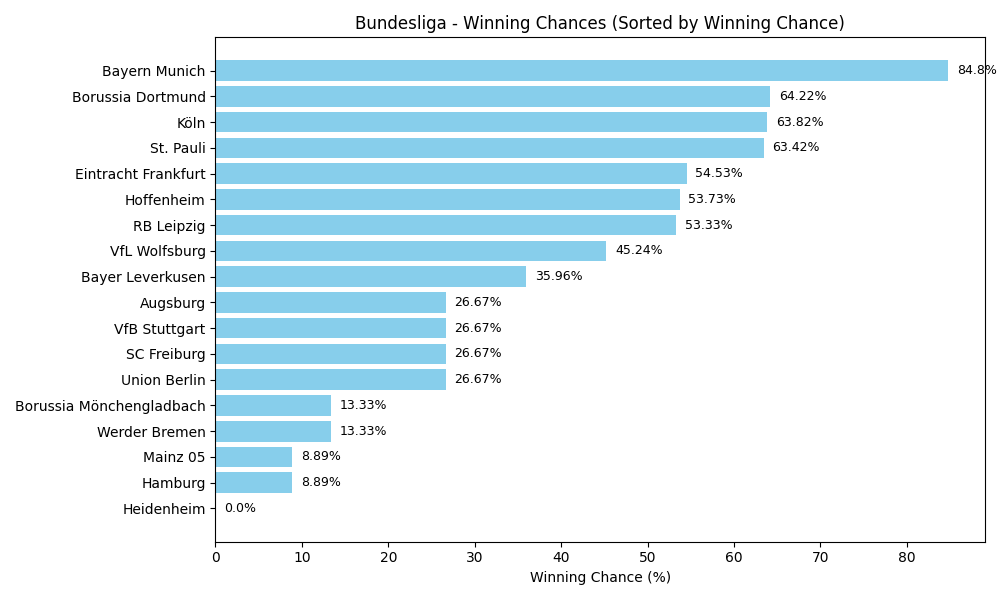 Bundesliga - Winning Chances (Sorted by Winning Chance)
Bayern Munich 84.8%
Borussia Dortmund 64.22%
Köln 63.82%
St. Pauli 63.42%
Eintracht Frankfurt 54.53%
Hoffenheim 53.73%
RB Leipzig 53.33%
VfL Wolfsburg 45.24%
Bayer Leverkusen 35.96%
Augsburg 26.67%
VfB Stuttgart 26.67%
SC Freiburg 26.67%
Union Berlin 26.67%
Borussia Mönchengladbach 13.33%
Werder Bremen 13.33%
Mainz 05 8.89%
Hamburg 8.89%
Heidenheim 0.0%
0 10 20 30 40 50 60 70 80
Winning Chance (%)